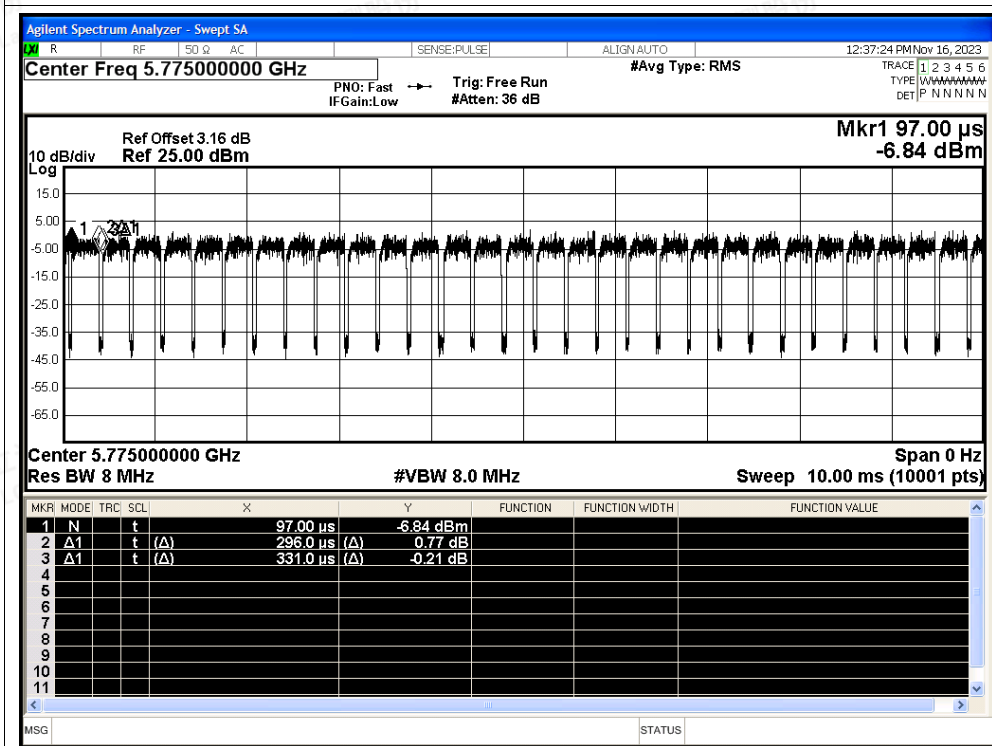 Agilent Spectrum Analyzer - Swept SA
LXI R RF 50 Ω AC SENSE:PULSE ALIGN AUTO 12:37:24 PM Nov 16, 2023
Center Freq 5.775000000 GHz
PNO: Fast
IFGain:Low
Trig: Free Run
#Atten: 36 dB
#Avg Type: RMS
TRACE 1 2 3 4 5 6
TYPE WWWWWW
DET P N N N N N
Mkr1 97.00 µs
-6.84 dBm
Ref Offset 3.16 dB
10 dB/div Ref 25.00 dBm
Log
15.0
5.00
-5.00
-15.0
-25.0
-35.0
-45.0
-55.0
-65.0
1
Center 5.775000000 GHz Span 0 Hz
Res BW 8 MHz #VBW 8.0 MHz Sweep 10.00 ms (10001 pts)
MKR MODE TRC SCL X Y FUNCTION FUNCTION WIDTH FUNCTION VALUE
1 N t 97.00 µs -6.84 dBm
2 Δ1 t (Δ) 296.0 µs (Δ) 0.77 dB
3 Δ1 t (Δ) 331.0 µs (Δ) -0.21 dB
4
5
6
7
8
9
10
11
MSG STATUS